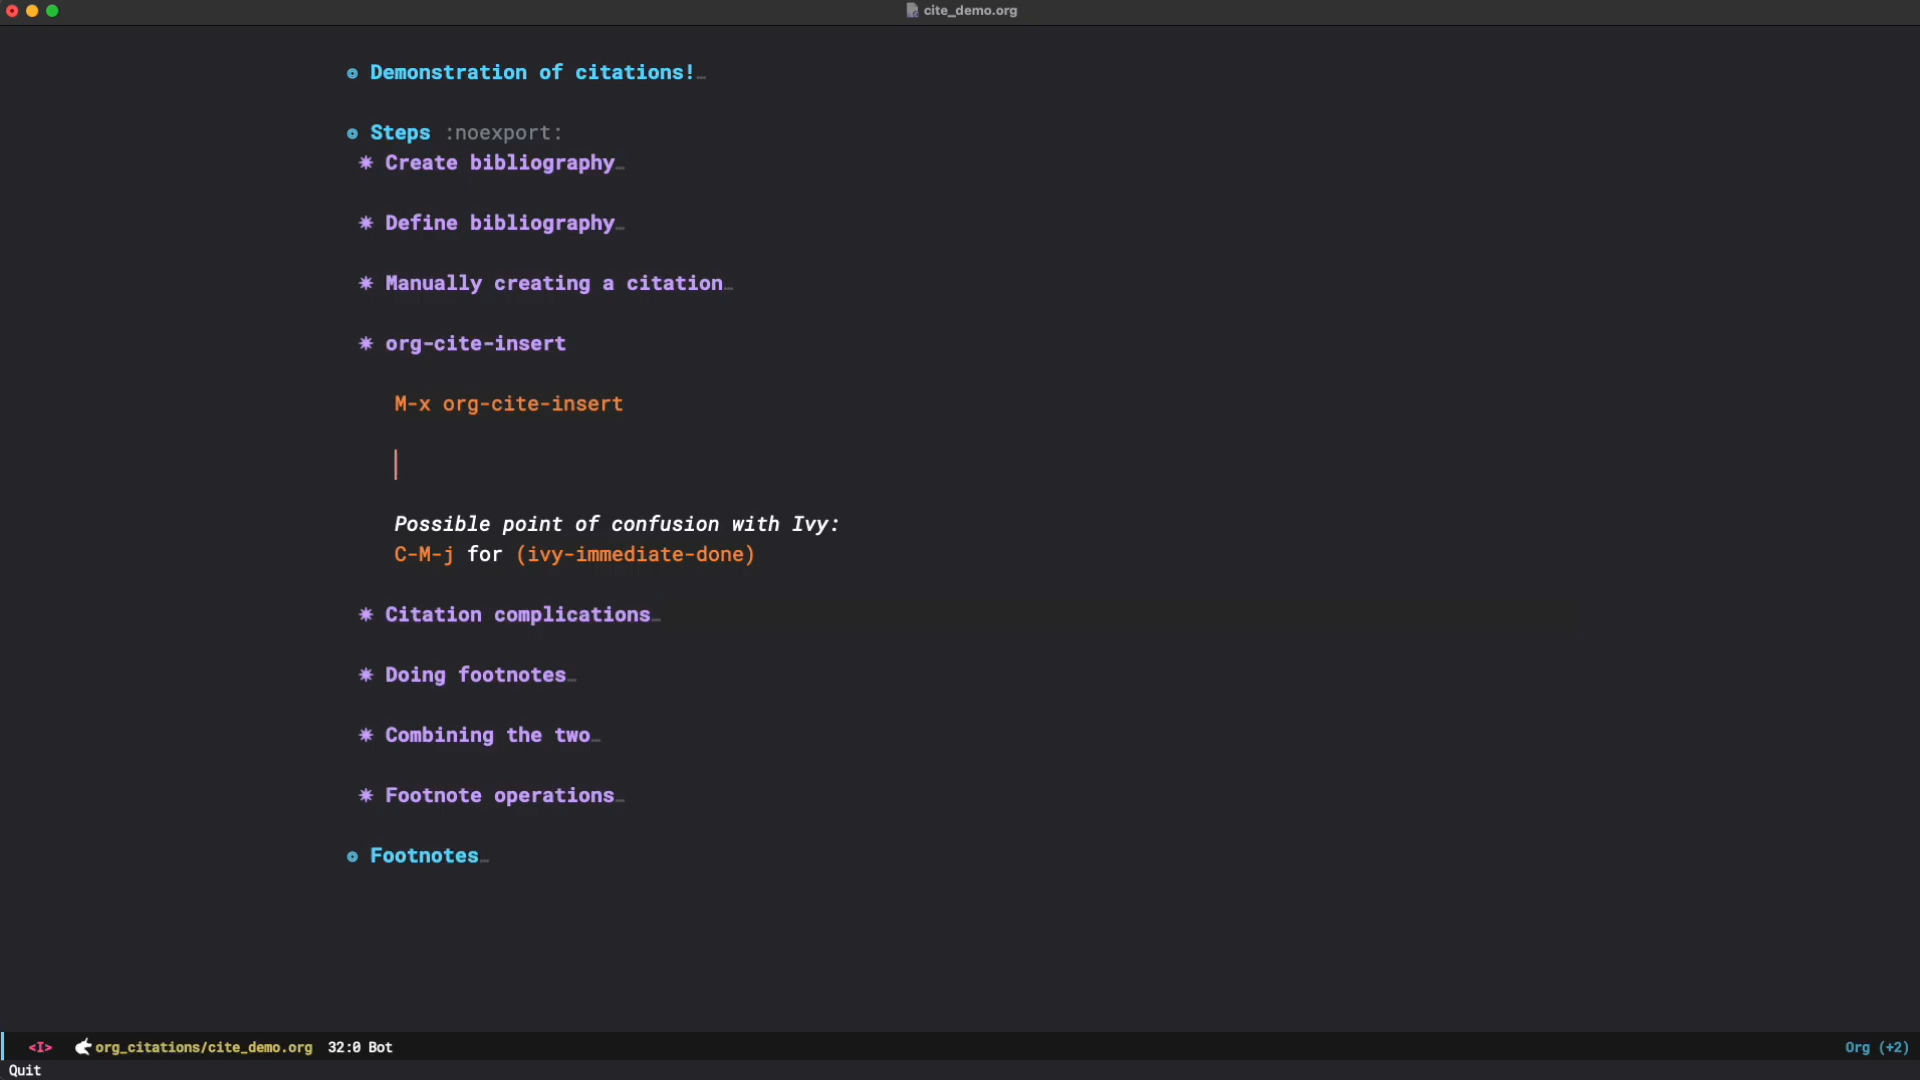 cite_demo.org
Demonstration of citations!…
Steps :noexport:
Create bibliography…
Define bibliography…
Manually creating a citation…
org-cite-insert
M-x org-cite-insert
Possible point of confusion with Ivy:
C-M-j for (ivy-immediate-done)
Citation complications…
Doing footnotes…
Combining the two…
Footnote operations…
Footnotes…
<I> org_citations/cite_demo.org 32:0 Bot Org (+2)
Quit